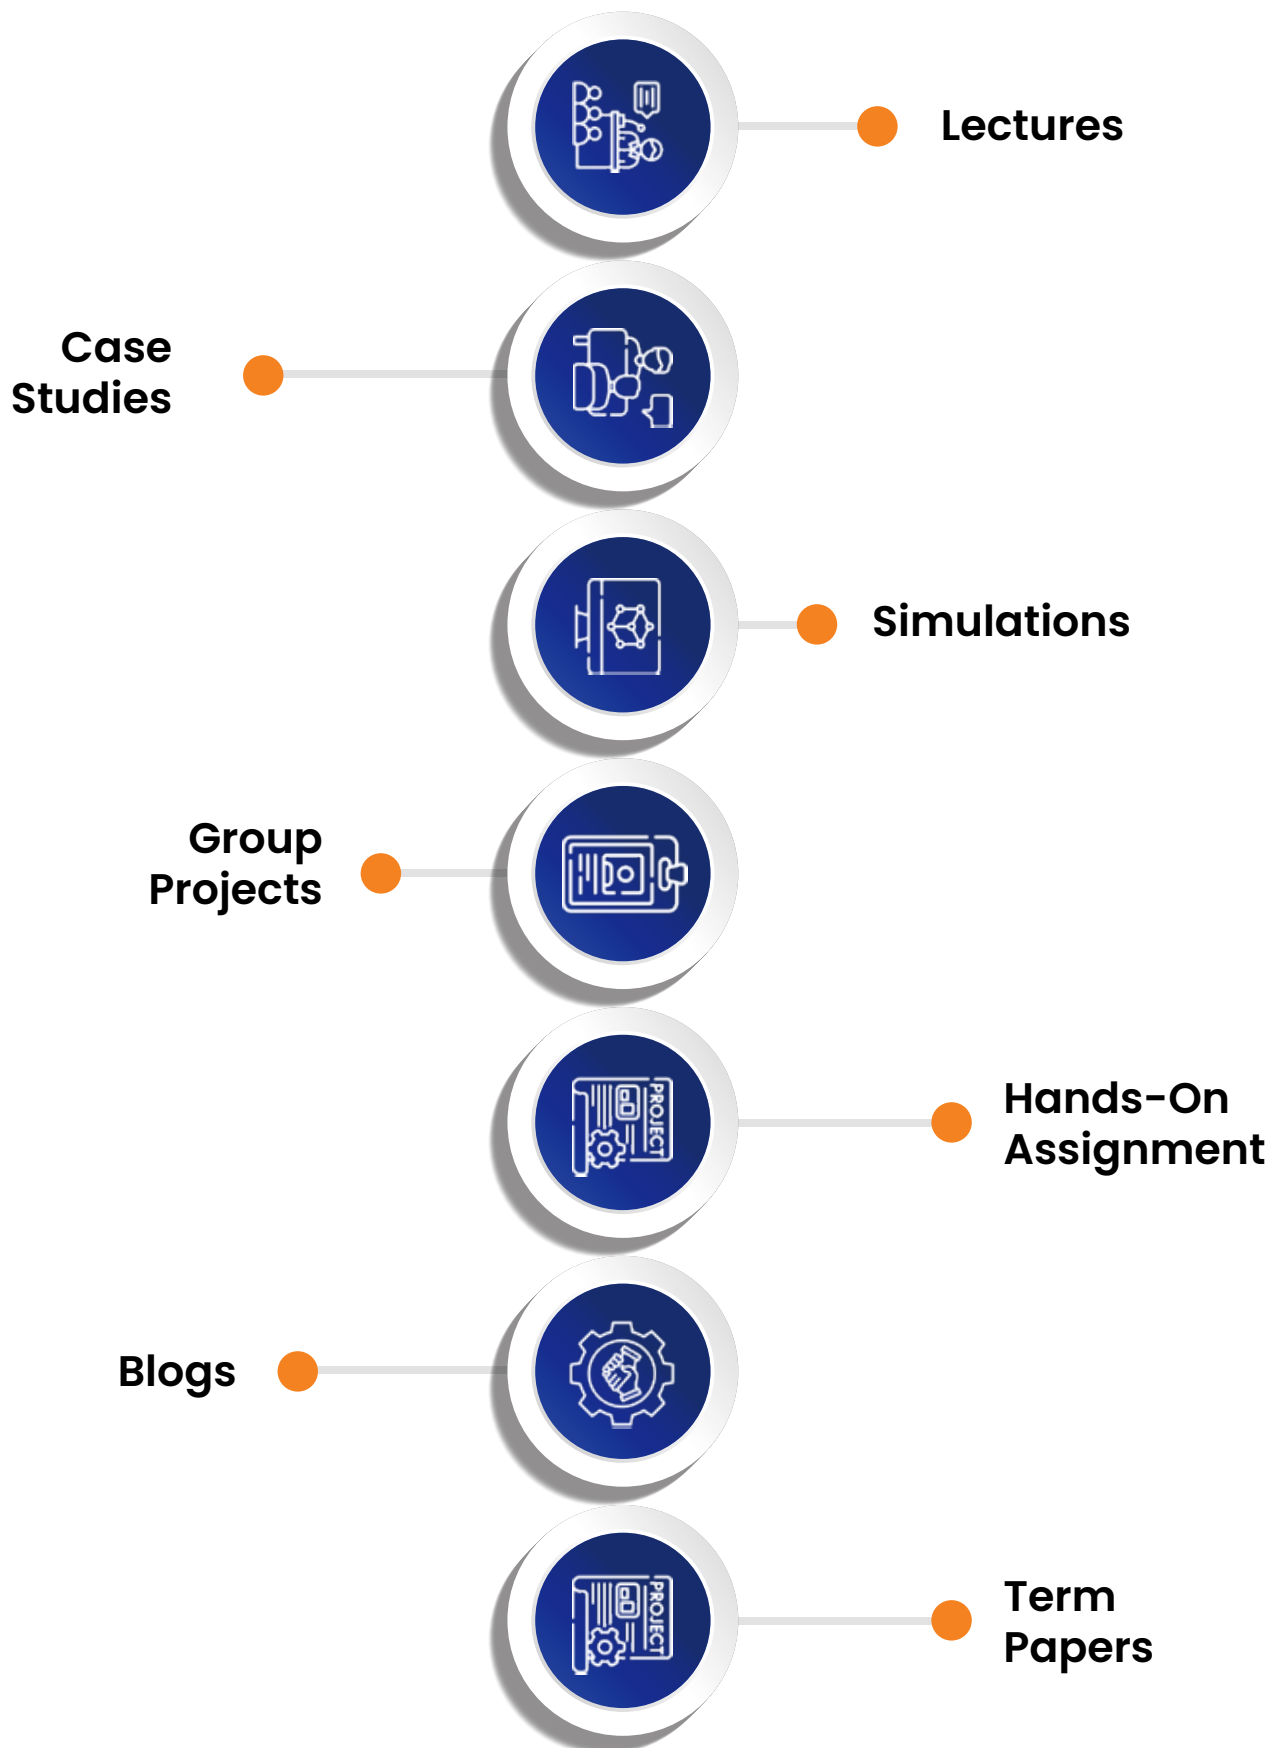 Lectures
Case
Studies
Simulations
Group
Projects
PROJECT
Hands-On
Assignment
Blogs
PROJECT
Term
Papers